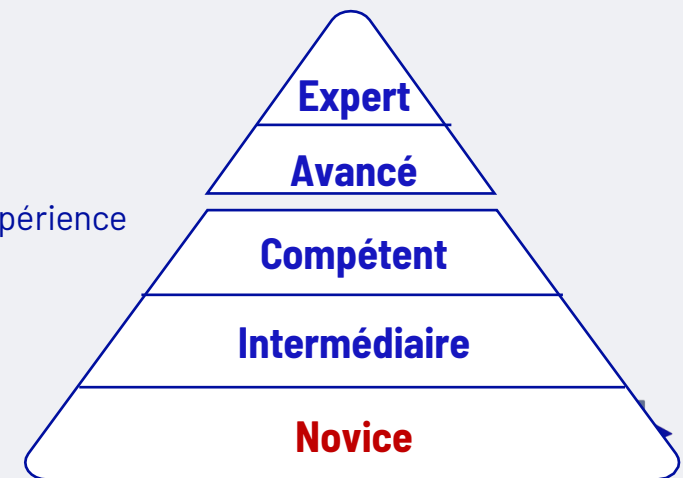 Expert
Avancé
périence
Compétent
Intermédiaire
Novice